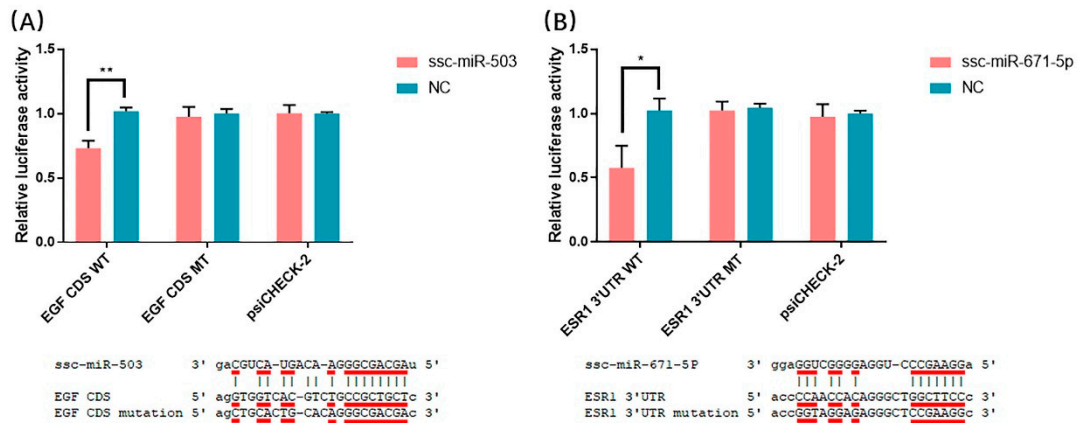 (A)
Relative luciferase activity
1.5
1.0
0.5
0.0
**
ssc-miR-503
NC
EGF CDS WT
EGF CDS MT
psiCHECK-2
ssc-miR-503 3' gaCGUCA-UGACA-AGGGCGACGAu 5'
EGF CDS 5' agGTGGTCAC-GTCTGCCGCTGCTc 3'
EGF CDS mutation 5' agCTGCACTG-CACAGGGCGACGAc 3'
(B)
Relative luciferase activity
1.5
1.0
0.5
0.0
*
ssc-miR-671-5p
NC
ESR1 3'UTR WT
ESR1 3'UTR MT
psiCHECK-2
ssc-miR-671-5P 3' ggaGGUCGGGGAGGU-CCCGAAGGa 5'
ESR1 3'UTR 5' accCCAACCACAGGGCTGGCTTCCc 3'
ESR1 3'UTR mutation 5' accGGTAGGAGAGGGCTCCGAAGGc 3'